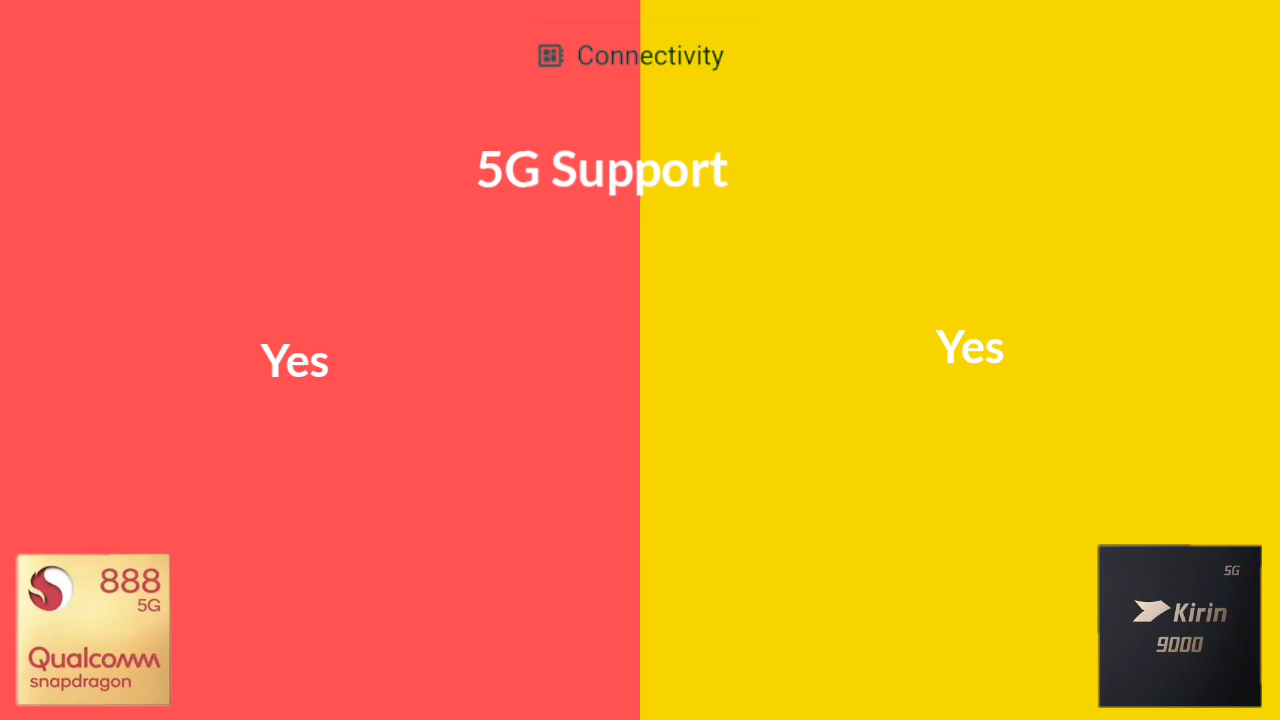 Connectivity
5G Support
Yes
Yes
888
5G
Qualcomm
snapdragon
5G
Kirin
9000